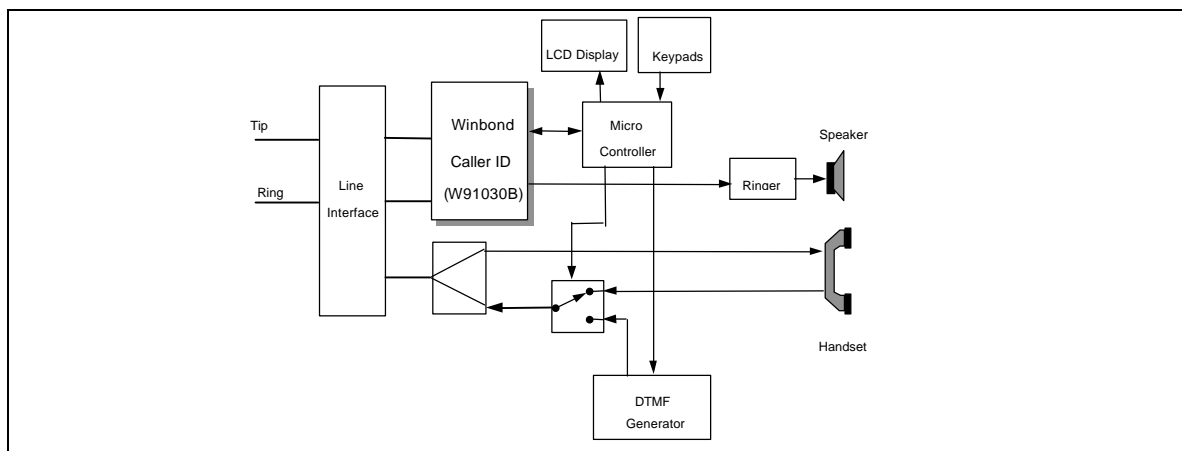 LCD Display
Keypads
Tip
Winbond
Caller ID
(W91030B)
Micro
Controller
Speaker
Ring
Line
Interface
Ringer
Handset
DTMF
Generator